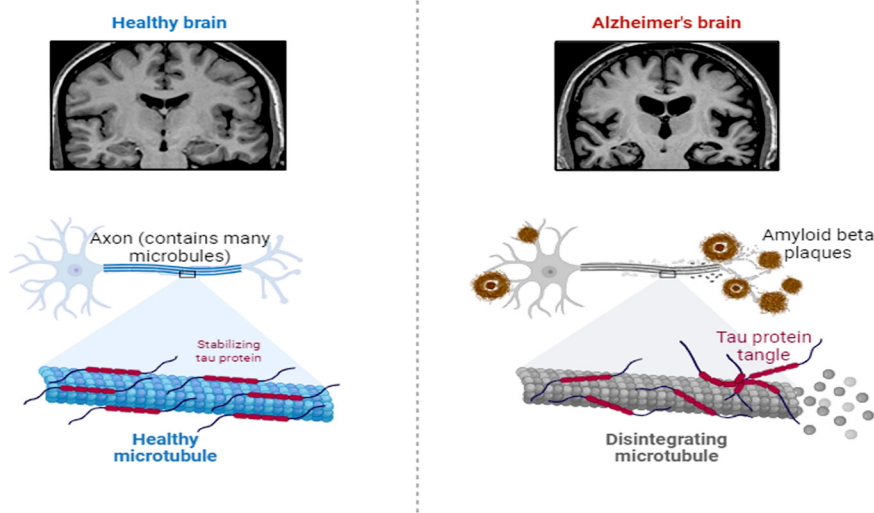 Healthy brain
Axon (contains many
microbules)
Stabilizing
tau protein
Healthy
microtubule
Alzheimer's brain
Amyloid beta
plaques
Tau protein
tangle
Disintegrating
microtubule